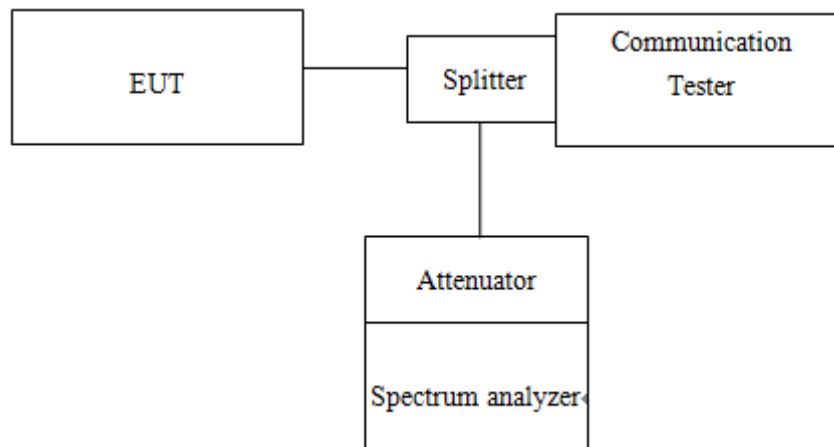 EUT
Splitter
Communication
Tester
Attenuator
Spectrum analyzer